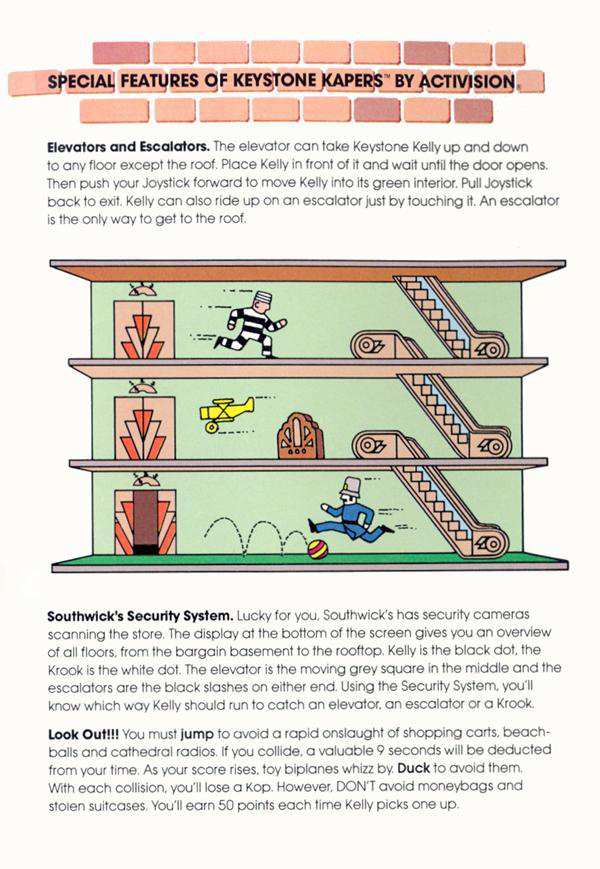 SPECIAL FEATURES OF KEYSTONE KAPERS™ BY ACTIVISION®
Elevators and Escalators. The elevator can take Keystone Kelly up and down
to any floor except the roof. Place Kelly in front of it and wait until the door opens.
Then push your Joystick forward to move Kelly into its green interior. Pull Joystick
back to exit. Kelly can also ride up on an escalator just by touching it. An escalator
is the only way to get to the roof.
Southwick's Security System. Lucky for you, Southwick's has security cameras
scanning the store. The display at the bottom of the screen gives you an overview
of all floors, from the bargain basement to the rooftop. Kelly is the black dot, the
Krook is the white dot. The elevator is the moving grey square in the middle and the
escalators are the black slashes on either end. Using the Security System, you'll
know which way Kelly should run to catch an elevator, an escalator or a Krook.
Look Out!!! You must jump to avoid a rapid onslaught of shopping carts, beach-
balls and cathedral radios. If you collide, a valuable 9 seconds will be deducted
from your time. As your score rises, toy biplanes whizz by. Duck to avoid them.
With each collision, you'll lose a Kop. However, DON'T avoid moneybags and
stolen suitcases. You'll earn 50 points each time Kelly picks one up.